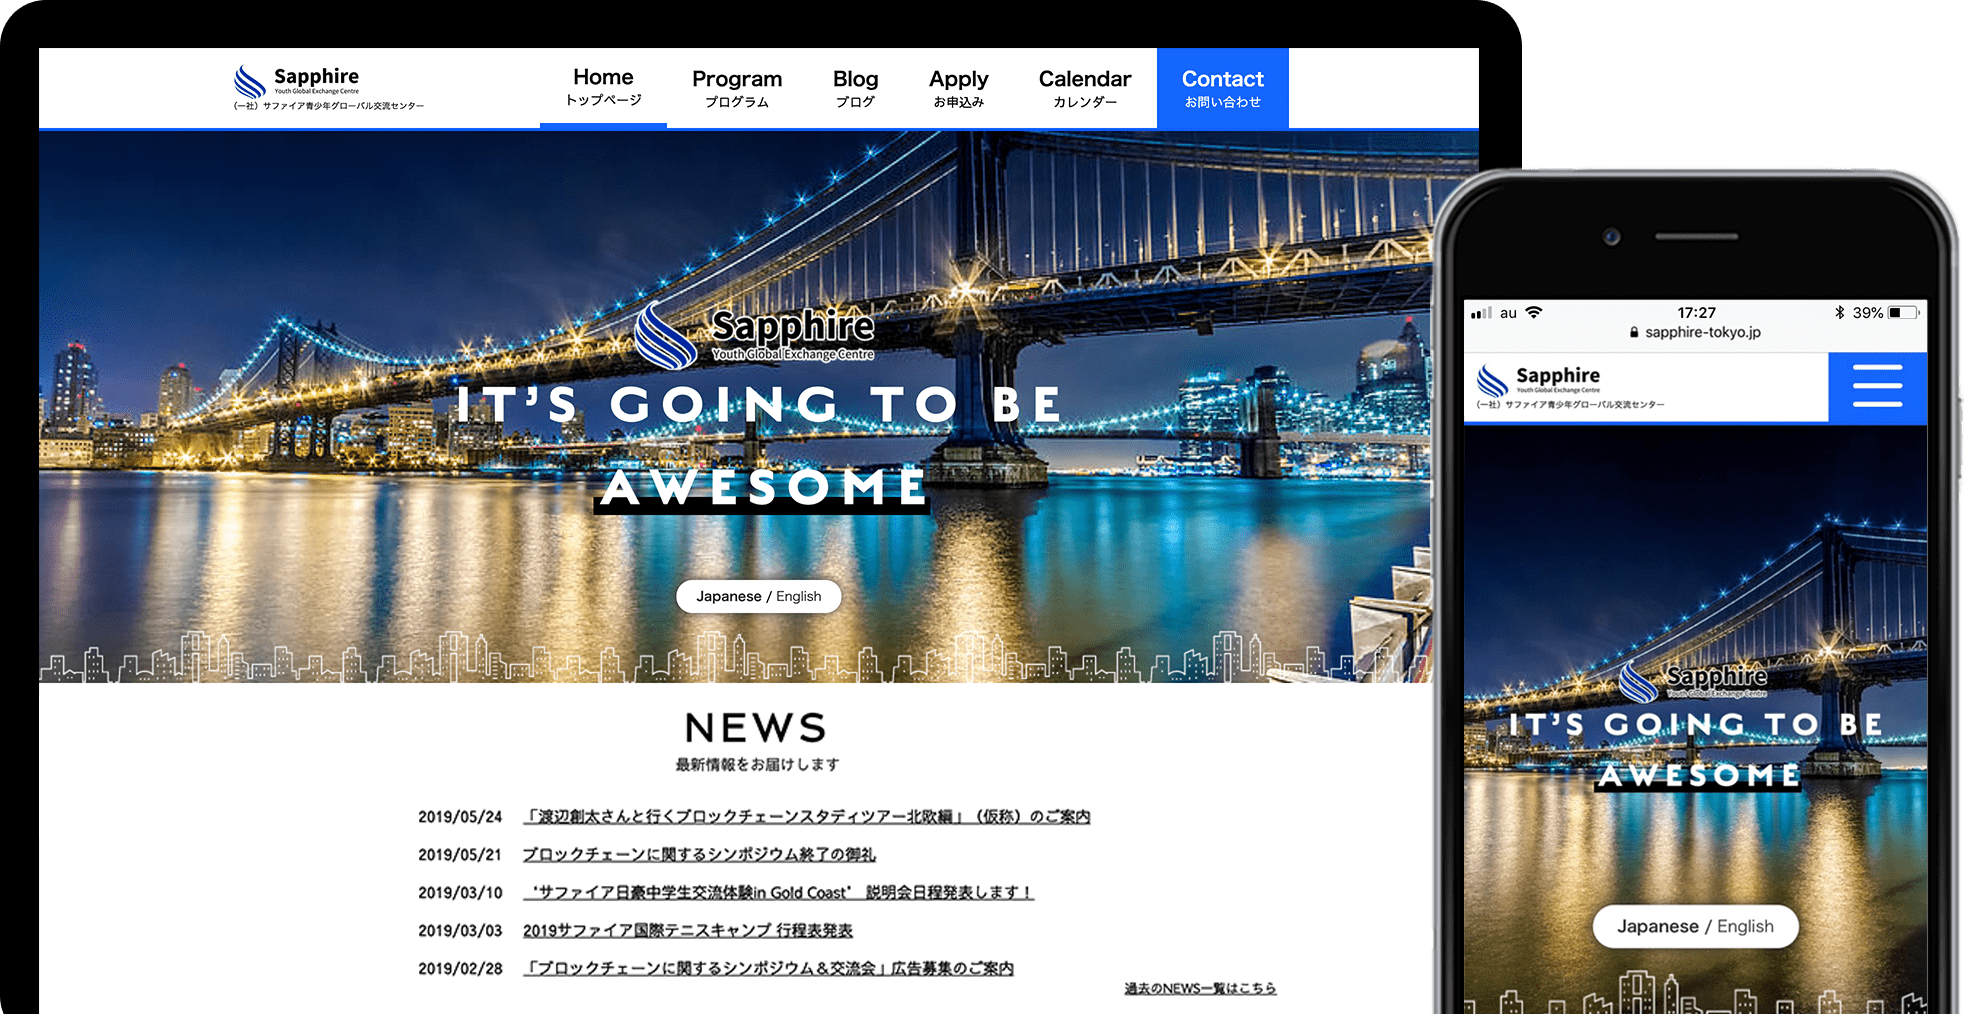 Sapphire
Youth Global Exchange Centre
（一社）サファイア青少年グローバル交流センター
Home
トップページ
Program
プログラム
Blog
ブログ
Apply
お申込み
Calendar
カレンダー
Contact
お問い合わせ
Sapphire
Youth Global Exchange Centre
IT'S GOING TO BE
AWESOME
Japanese / English
NEWS
最新情報をお届けします
2019/05/24 「渡辺創太さんと行くブロックチェーンスタディツアー北欧編」（仮称）のご案内
2019/05/21 ブロックチェーンに関するシンポジウム終了の御礼
2019/03/10 ‘サファイア日豪中学生交流体験in Gold Coast’ 説明会日程発表します！
2019/03/03 2019サファイア国際テニスキャンプ 行程表発表
2019/02/28 「ブロックチェーンに関するシンポジウム＆交流会」広告募集のご案内
過去のNEWS一覧はこちら
au 17:27 39%
sapphire-tokyo.jp
Sapphire
Youth Global Exchange Centre
（一社）サファイア青少年グローバル交流センター
Sapphire
Youth Global Exchange Centre
IT'S GOING TO BE
AWESOME
Japanese / English